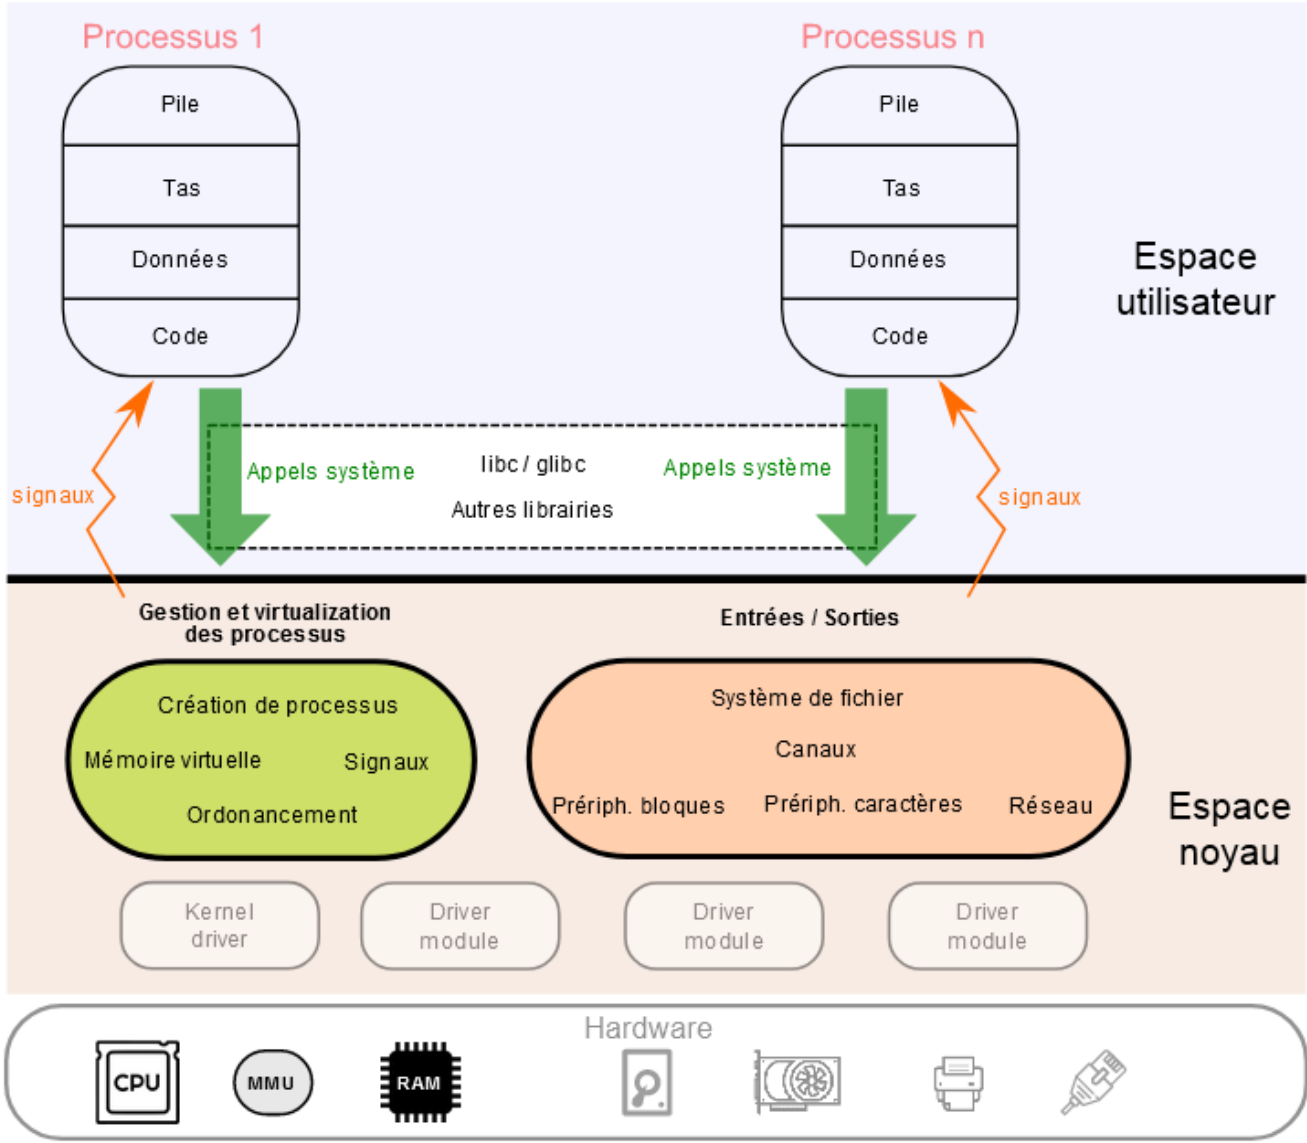 Processus 1
Processus n
Pile
Pile
Tas
Tas
Données
Données
Code
Code
Espace
utilisateur
signaux
Appels système
libc / glibc
Autres librairies
Appels système
signaux
Gestion et virtualization
des processus
Entrées / Sorties
Création de processus
Mémoire virtuelle
Signaux
Ordonancement
Système de fichier
Canaux
Prériph. bloques
Prériph. caractères
Réseau
Espace
noyau
Kernel
driver
Driver
module
Driver
module
Driver
module
Hardware
CPU
MMU
RAM